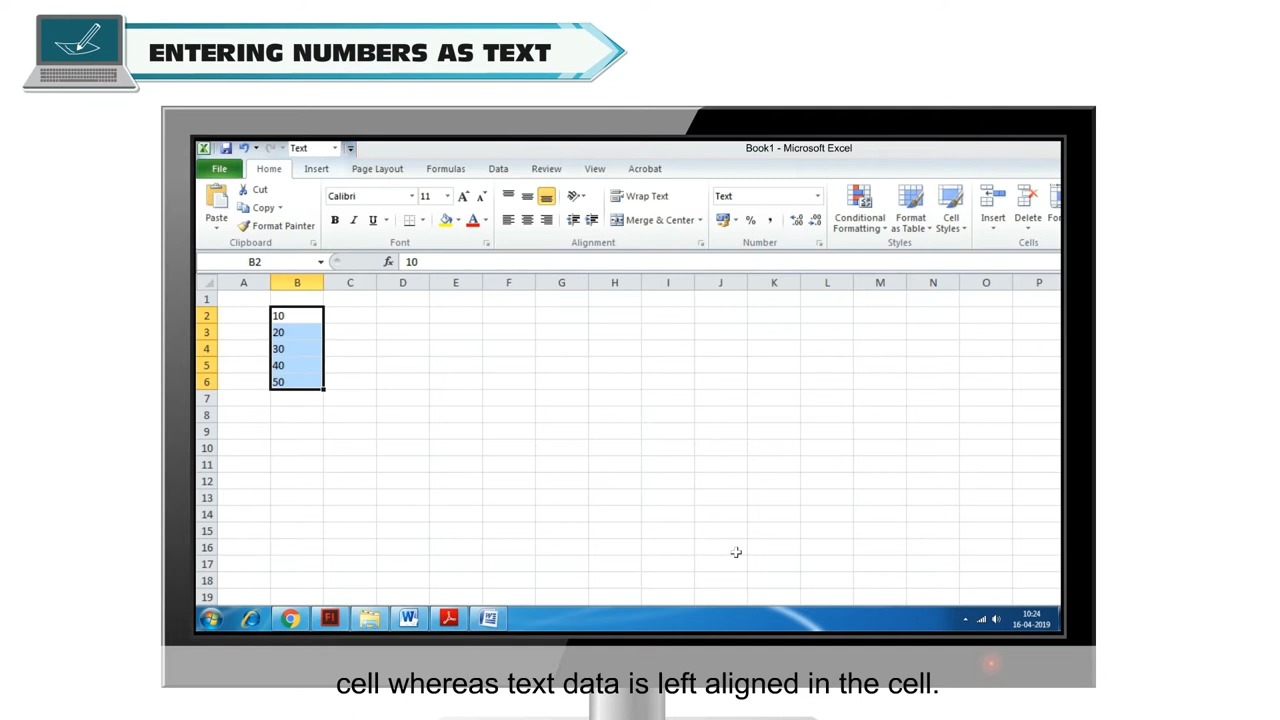 ENTERING NUMBERS AS TEXT
Text
Book1 - Microsoft Excel
File Home Insert Page Layout Formulas Data Review View Acrobat
Paste
Cut
Copy
Format Painter
Clipboard
Calibri 11
B I U
A A
Font
Wrap Text
Merge & Center
Alignment
Text
% ,
Number
Conditional Formatting
Format as Table
Cell Styles
Styles
Insert Delete
Cells
B2 fx 10
A B C D E F G H I J K L M N O P
1
2 10
3 20
4 30
5 40
6 50
7
8
9
10
11
12
13
14
15
16
17
18
19
10:24
16-04-2019
cell whereas text data is left aligned in the cell.